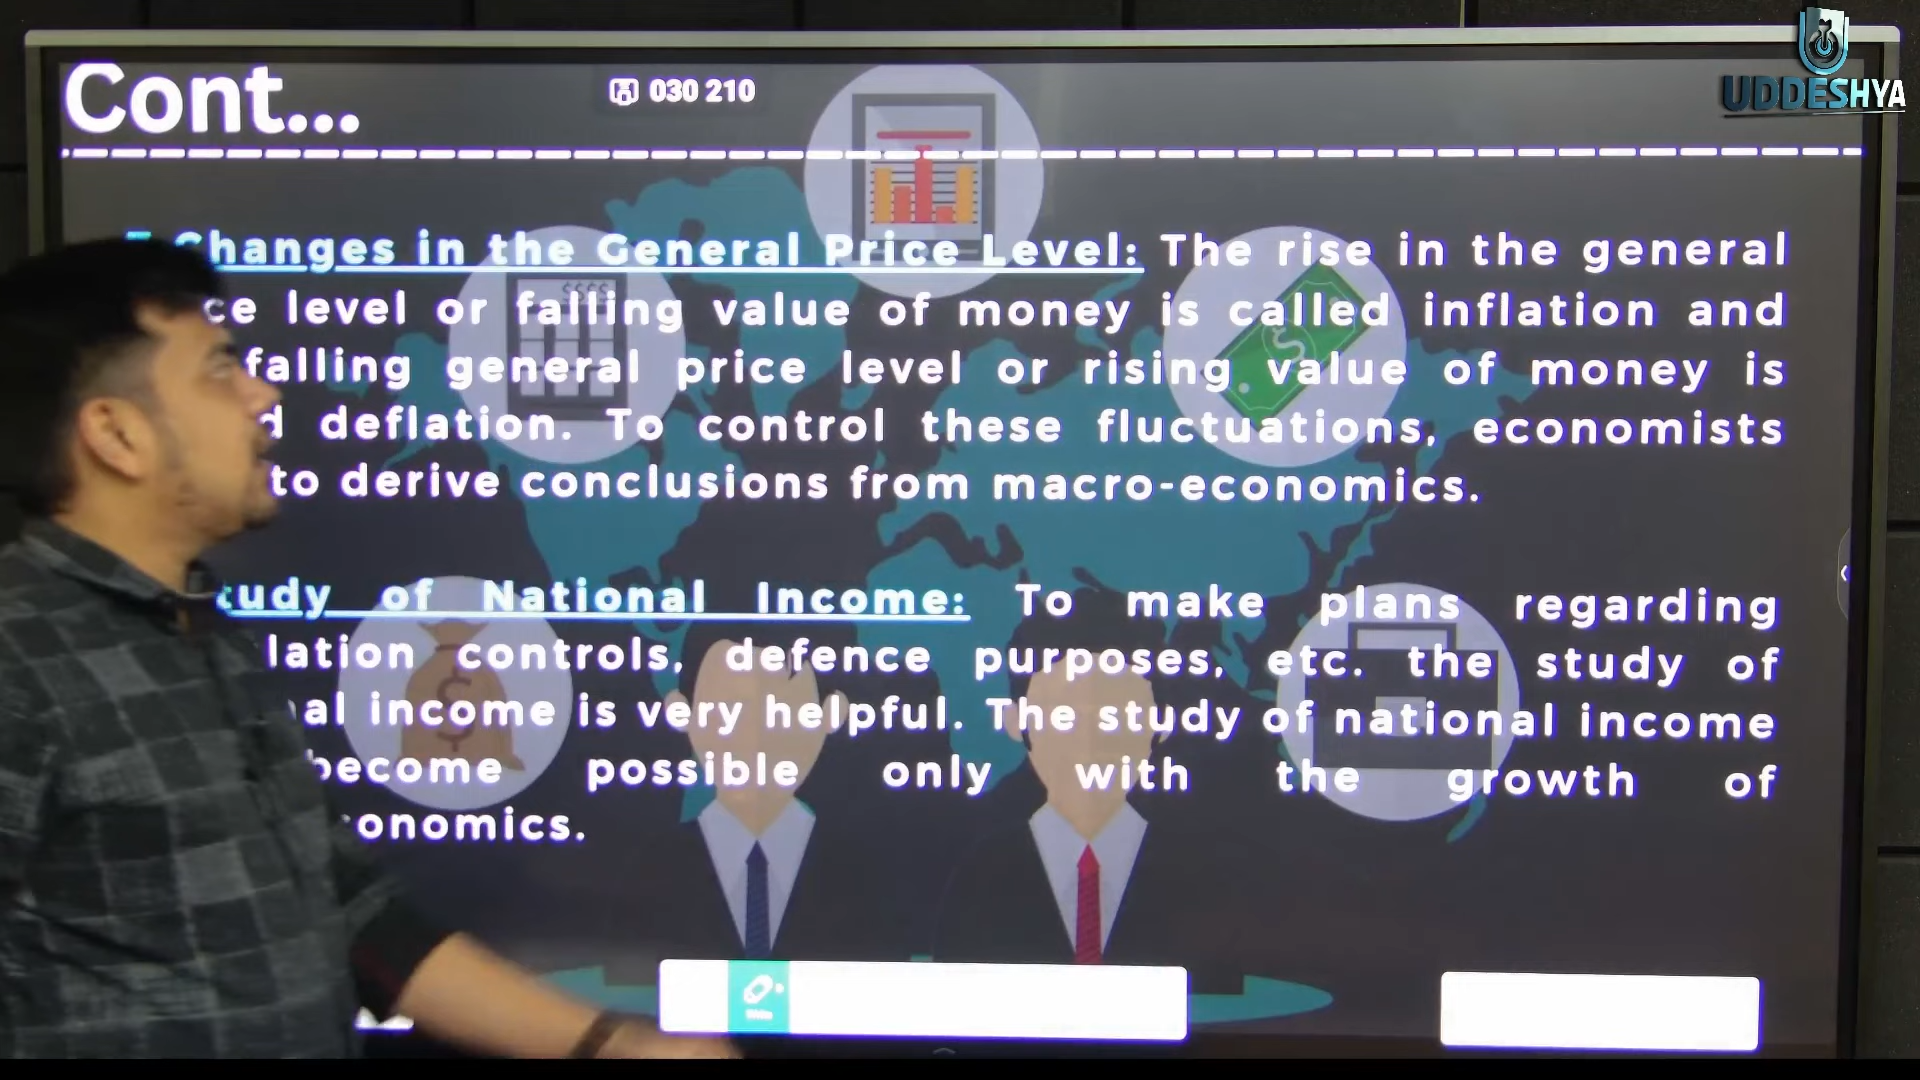 Cont...
030 210
UDDESHYA
Changes in the General Price Level: The rise in the general
level or falling value of money is called inflation and
falling general price level or rising value of money is
deflation. To control these fluctuations, economists
to derive conclusions from macro-economics.
of National Income: To make plans regarding
controls, defence purposes, etc. the study of
income is very helpful. The study of national income
become possible only with the growth of
$$$$
$
$